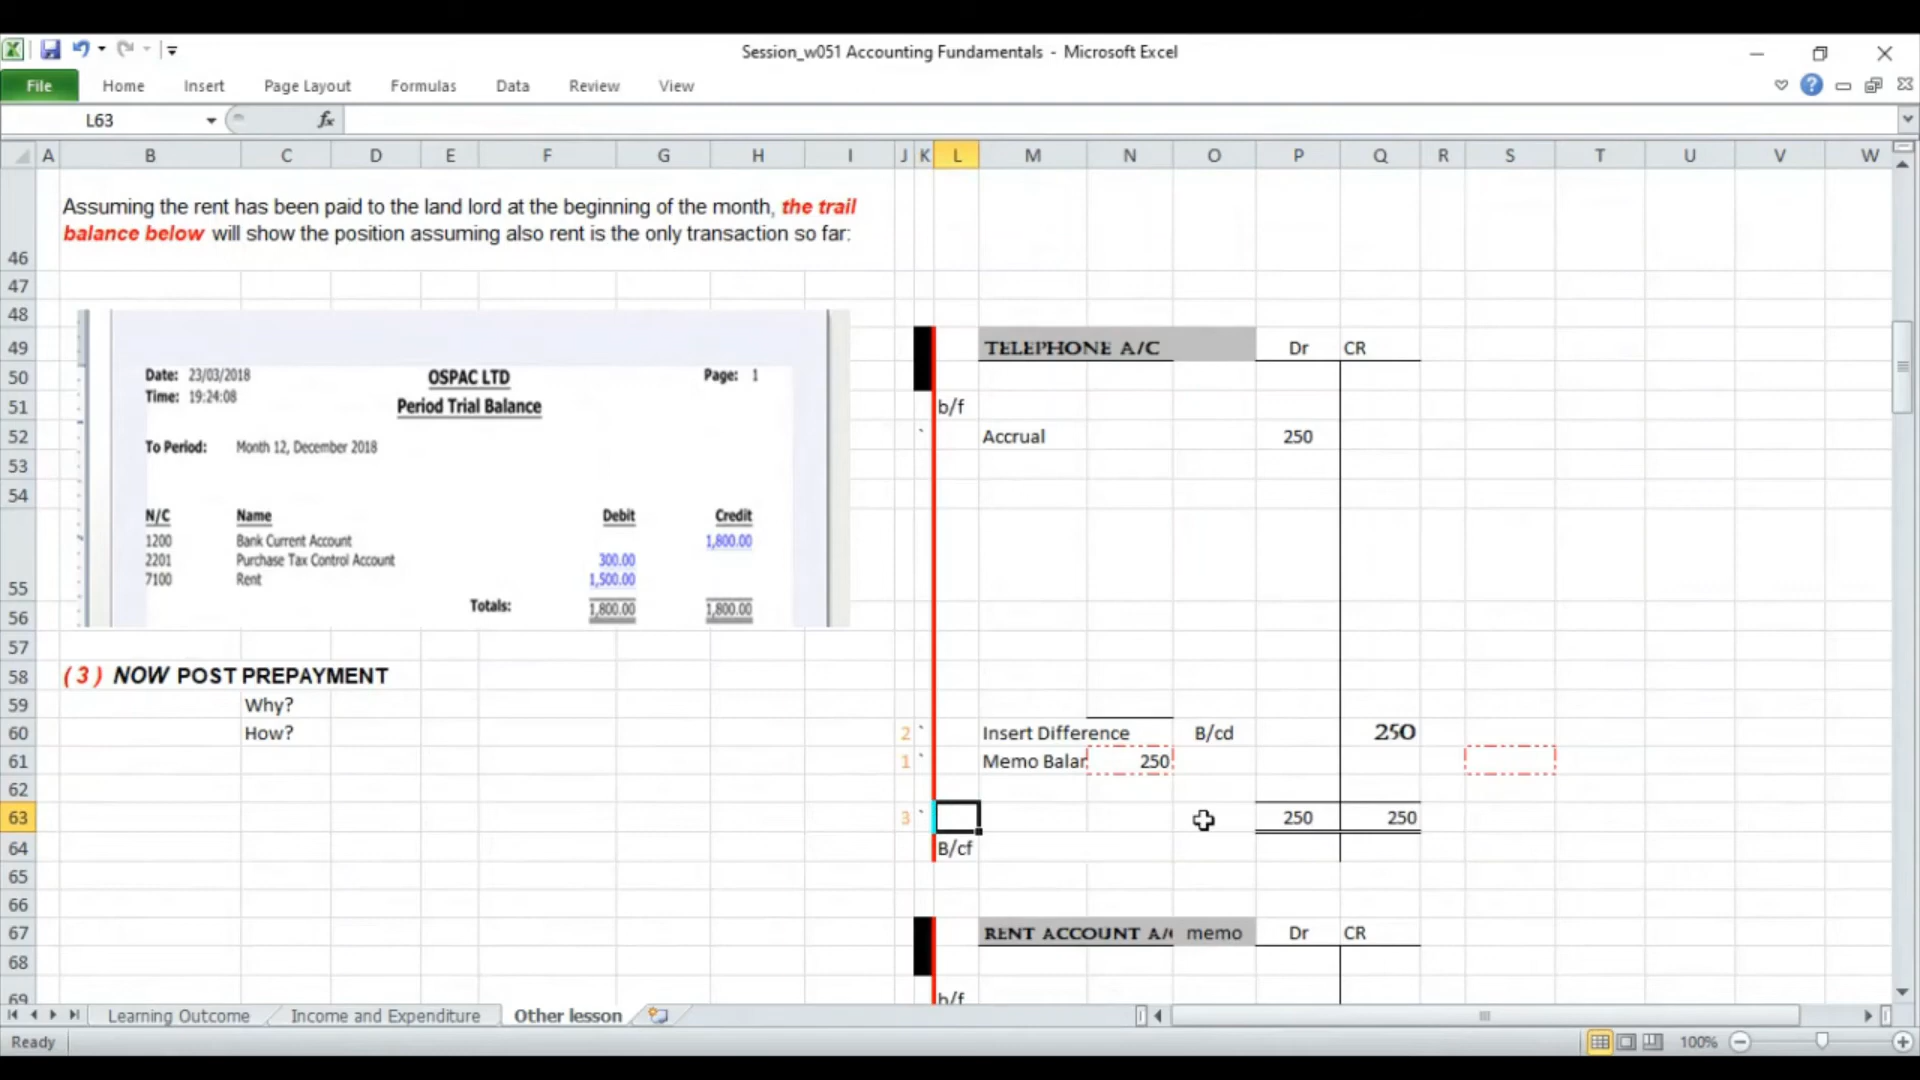 Session_w051 Accounting Fundamentals - Microsoft Excel
File Home Insert Page Layout Formulas Data Review View
L63 fx
A B C D E F G H I J K L M N O P Q R S T U V W
Assuming the rent has been paid to the land lord at the beginning of the month, the trail
46 balance below will show the position assuming also rent is the only transaction so far:
47
48
49 TELEPHONE A/C Dr CR
50 Date: 23/03/2018 OSPAC LTD Page: 1
Time: 19:24:08
51 Period Trial Balance b/f
52 ` Accrual 250
To Period: Month 12, December 2018
53
54
N/C Name Debit Credit
1200 Bank Current Account 1,800.00
2201 Purchase Tax Control Account 300.00
55 7100 Rent 1,500.00
56 Totals: 1,800.00 1,800.00
57
58 (3) NOW POST PREPAYMENT
59 Why?
60 How? 2 ` Insert Difference B/cd 250
61 1 ` Memo Balar 250
62
63 3 ` 250 250
64 B/cf
65
66
67 RENT ACCOUNT A/( memo Dr CR
68
69 b/f
Learning Outcome Income and Expenditure Other lesson
Ready 100%